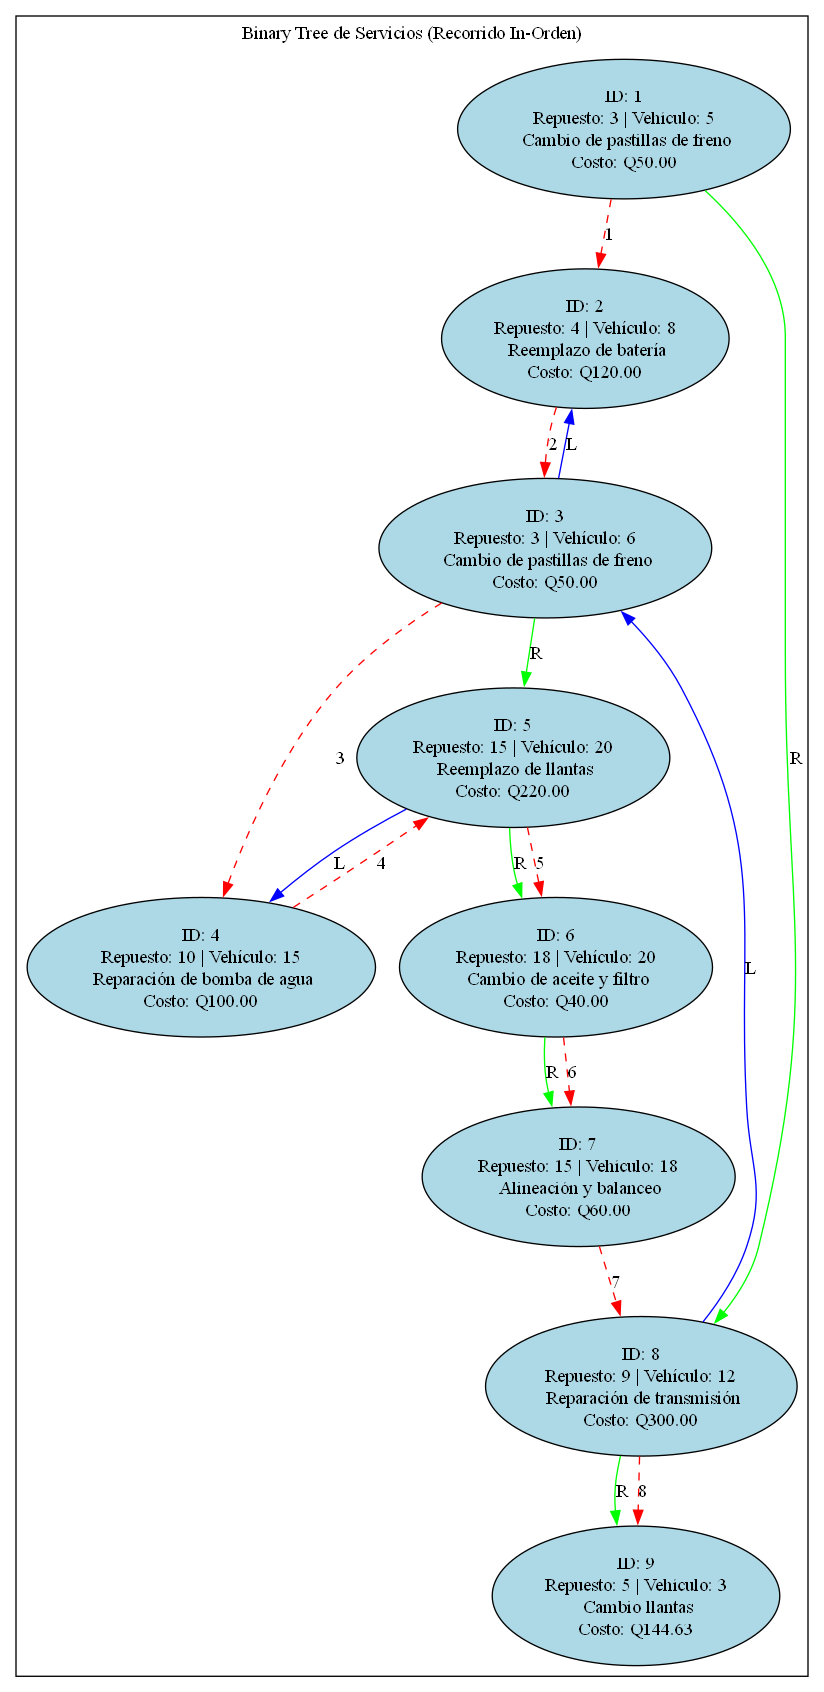 Binary Tree de Servicios (Recorrido In-Orden)
ID: 1
Repuesto: 3 | Vehículo: 5
Cambio de pastillas de freno
Costo: Q50.00
1
ID: 2
Repuesto: 4 | Vehículo: 8
Reemplazo de batería
Costo: Q120.00
2
L
ID: 3
Repuesto: 3 | Vehículo: 6
Cambio de pastillas de freno
Costo: Q50.00
R
ID: 5
Repuesto: 15 | Vehículo: 20
Reemplazo de llantas
Costo: Q220.00
3
R
L
4
R
5
ID: 4
Repuesto: 10 | Vehículo: 15
Reparación de bomba de agua
Costo: Q100.00
ID: 6
Repuesto: 18 | Vehículo: 20
Cambio de aceite y filtro
Costo: Q40.00
L
R
6
ID: 7
Repuesto: 15 | Vehículo: 18
Alineación y balanceo
Costo: Q60.00
7
ID: 8
Repuesto: 9 | Vehículo: 12
Reparación de transmisión
Costo: Q300.00
R
8
ID: 9
Repuesto: 5 | Vehículo: 3
Cambio llantas
Costo: Q144.63